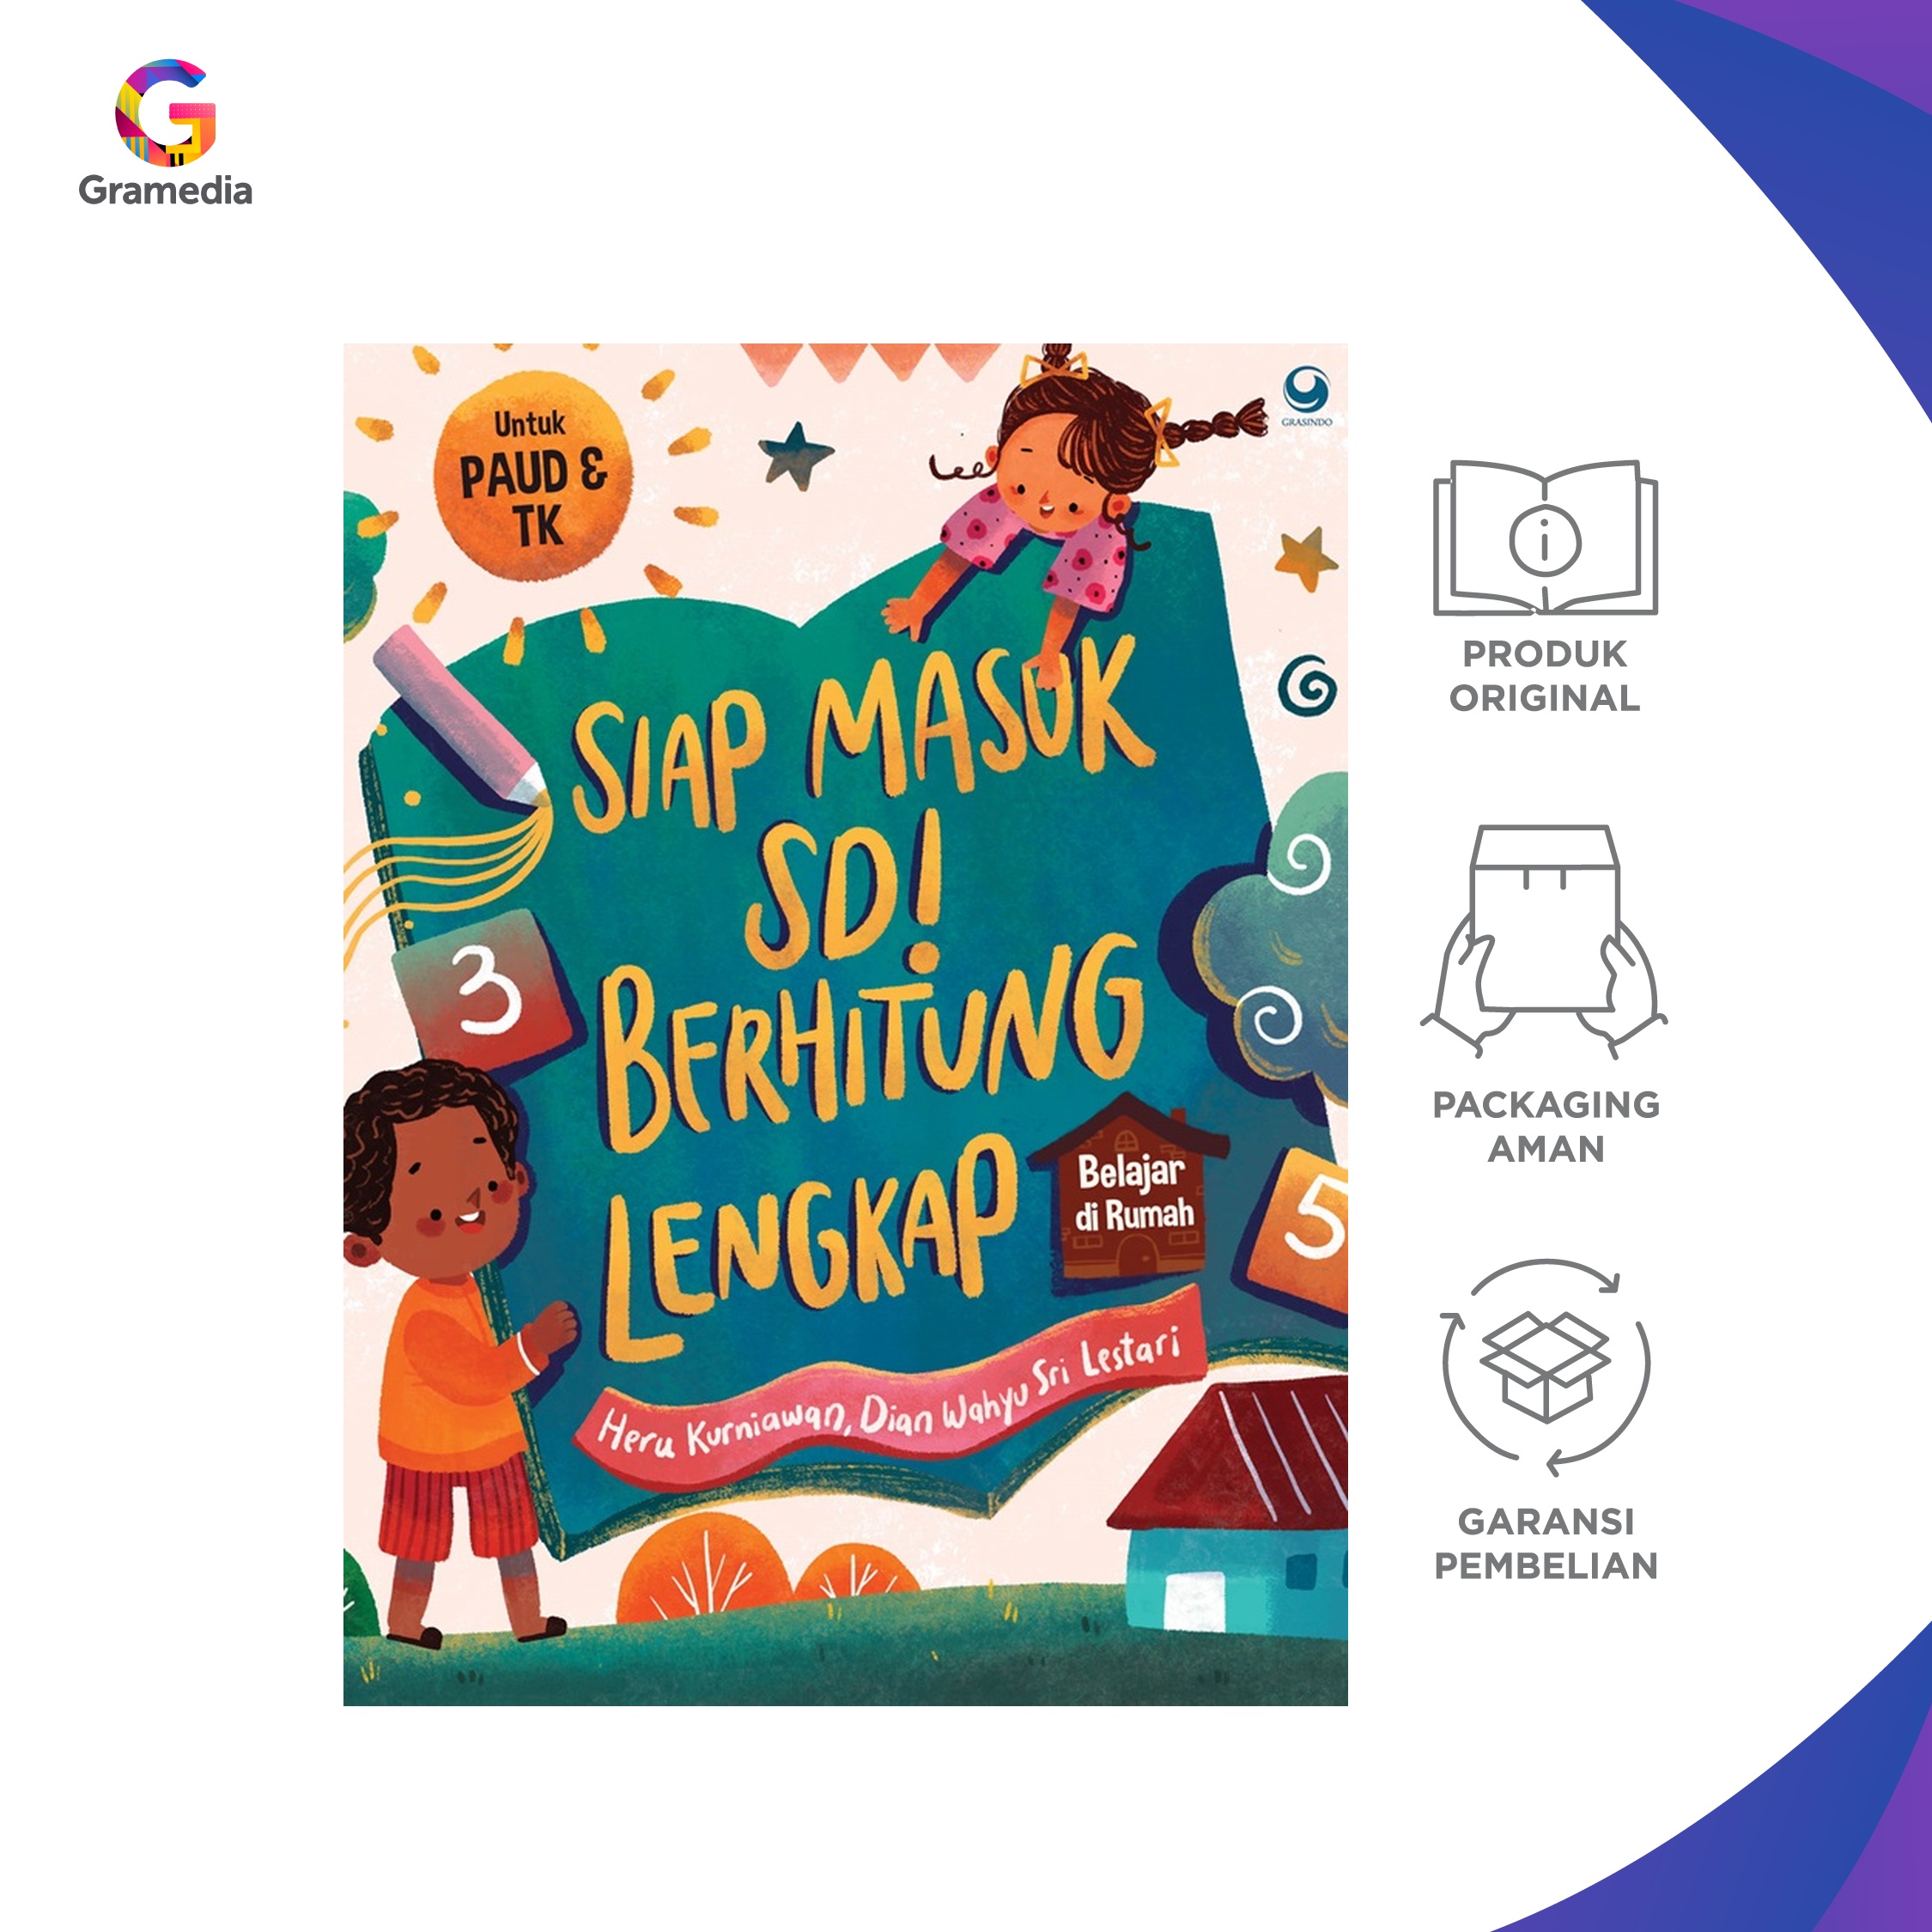 Gramedia
Untuk
PAUD &
TK
GRASINDO
SIAP MASUK
SD!
BERHITUNG
LENGKAP
3
Belajar
di Rumah
5
Heru Kurniawan, Dian Wahyu Sri Lestari
PRODUK
ORIGINAL
PACKAGING
AMAN
GARANSI
PEMBELIAN